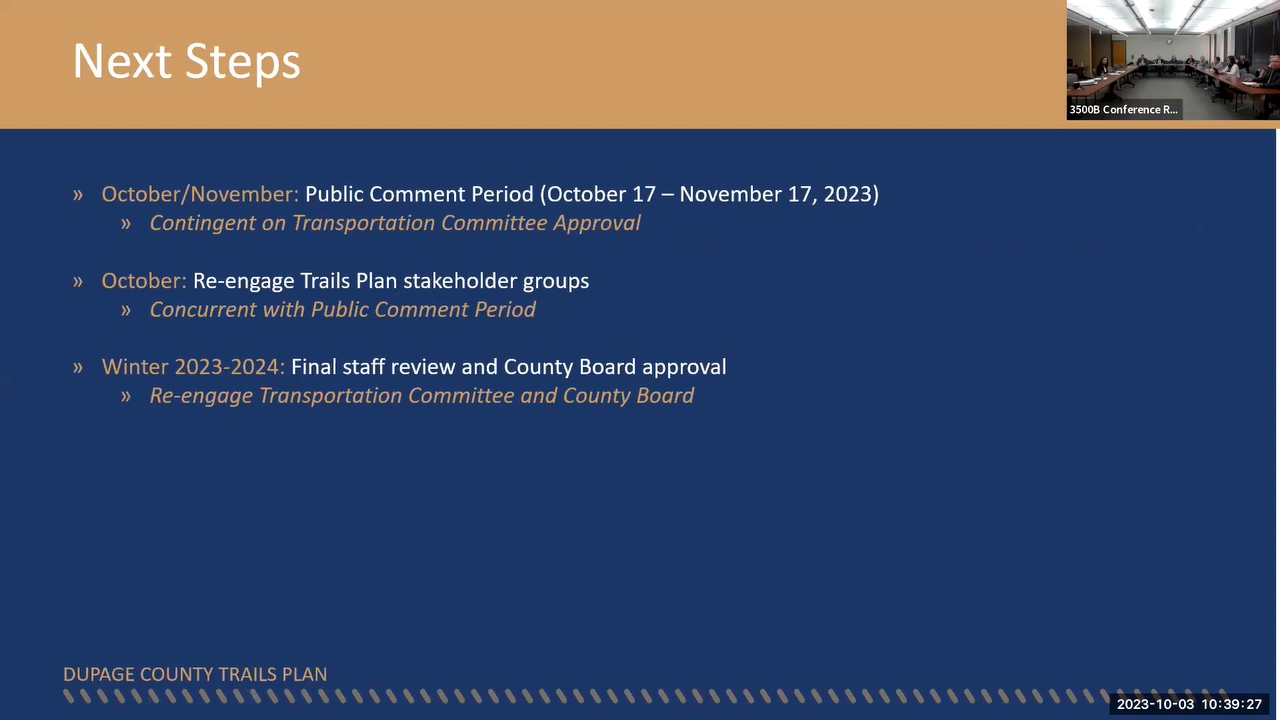 Next Steps
3500B Conference R...
» October/November: Public Comment Period (October 17 – November 17, 2023)
» Contingent on Transportation Committee Approval
» October: Re-engage Trails Plan stakeholder groups
» Concurrent with Public Comment Period
» Winter 2023-2024: Final staff review and County Board approval
» Re-engage Transportation Committee and County Board
DUPAGE COUNTY TRAILS PLAN
2023-10-03 10:39:27